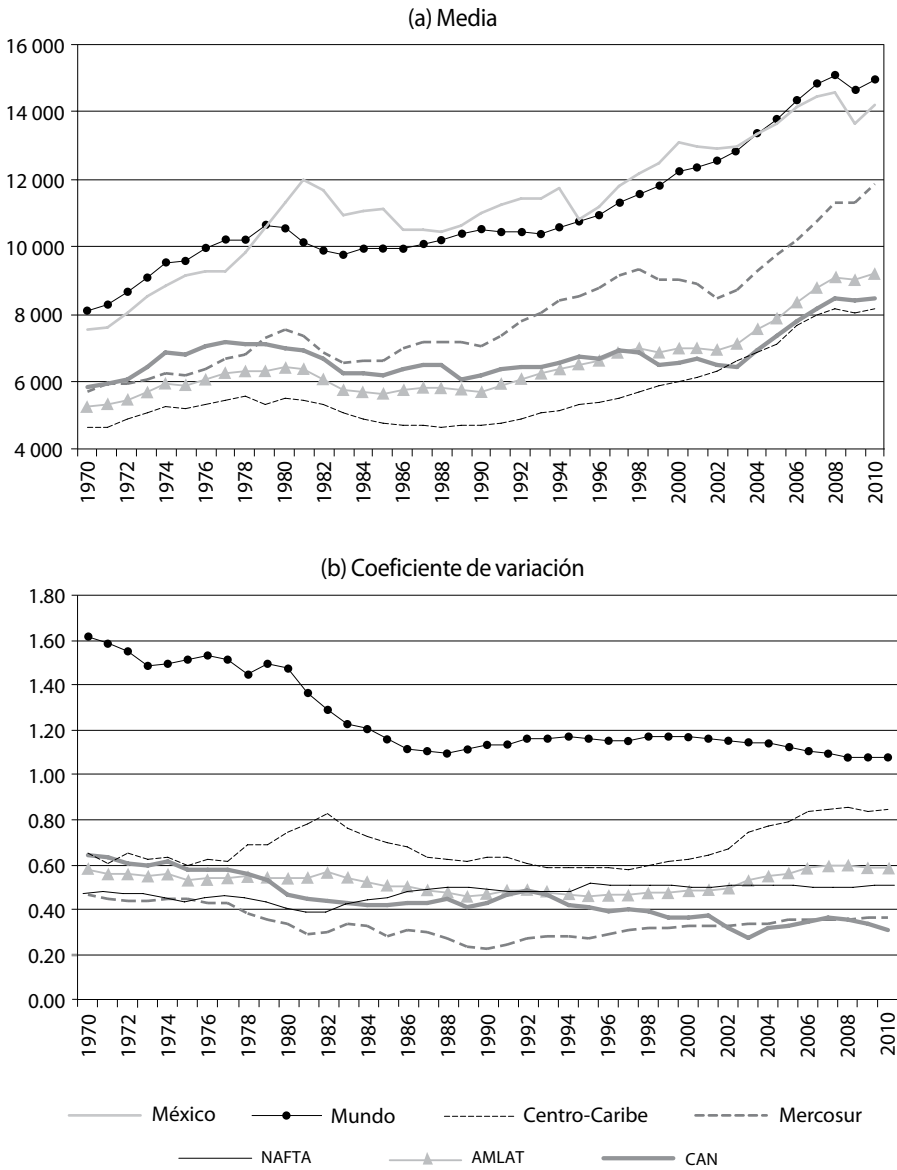 (a) Media
16 000
14 000
12 000
10 000
8 000
6 000
4 000
1970 1972 1974 1976 1978 1980 1982 1984 1986 1988 1990 1992 1994 1996 1998 2000 2002 2004 2006 2008 2010
(b) Coeficiente de variación
1.80
1.60
1.40
1.20
1.00
0.80
0.60
0.40
0.20
0.00
1970 1972 1974 1976 1978 1980 1982 1984 1986 1988 1990 1992 1994 1996 1998 2000 2002 2004 2006 2008 2010
México Mundo Centro-Caribe Mercosur
NAFTA AMLAT CAN